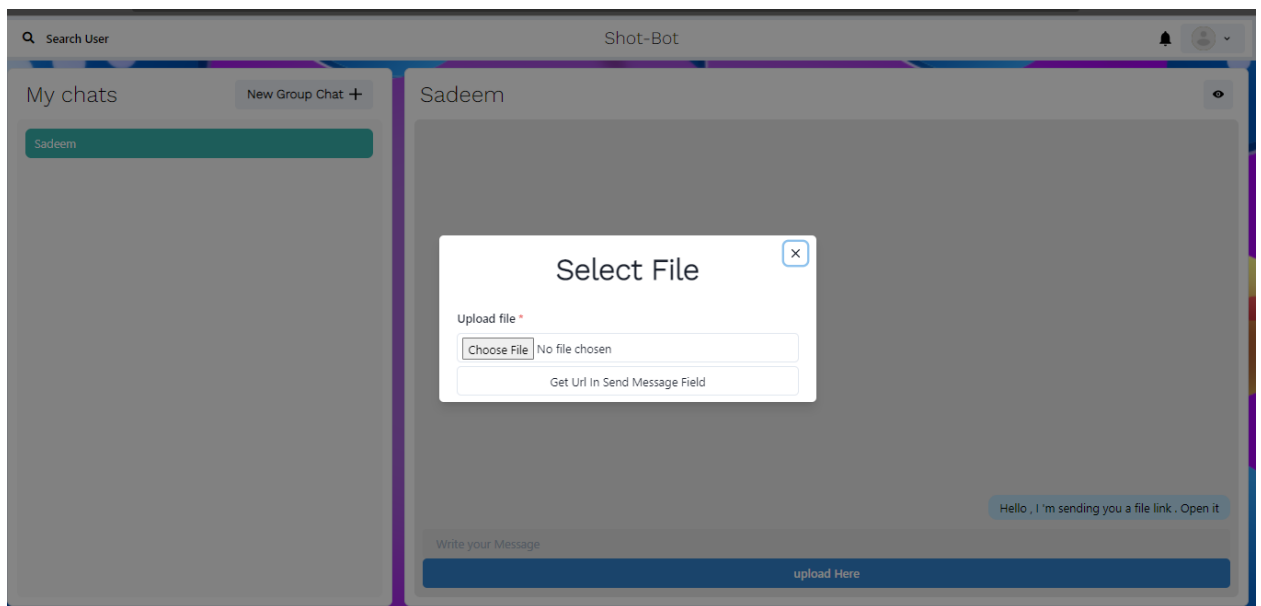 Search User
Shot-Bot
My chats
New Group Chat +
Sadeem
Sadeem
Select File
Upload file *
Choose File No file chosen
Get Url In Send Message Field
Hello , I 'm sending you a file link . Open it
Write your Message
upload Here